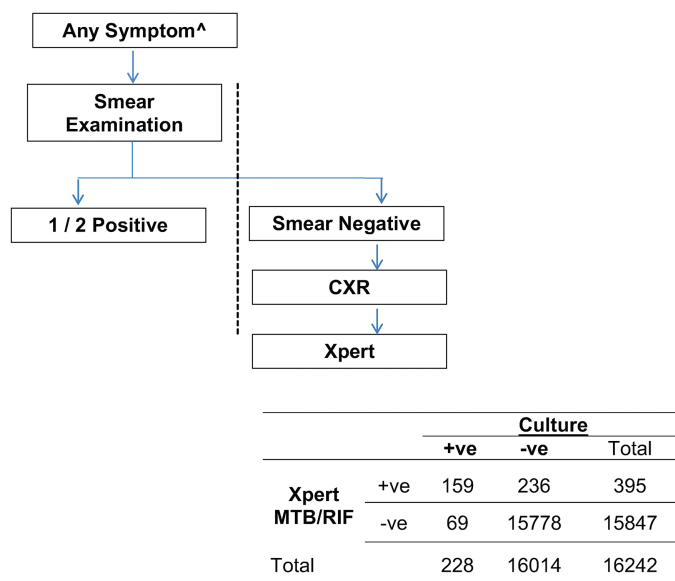 Any Symptom^
Smear
Examination
1 / 2 Positive
Smear Negative
CXR
Xpert
Culture
+ve -ve Total
Xpert
MTB/RIF
+ve 159 236 395
-ve 69 15778 15847
Total 228 16014 16242